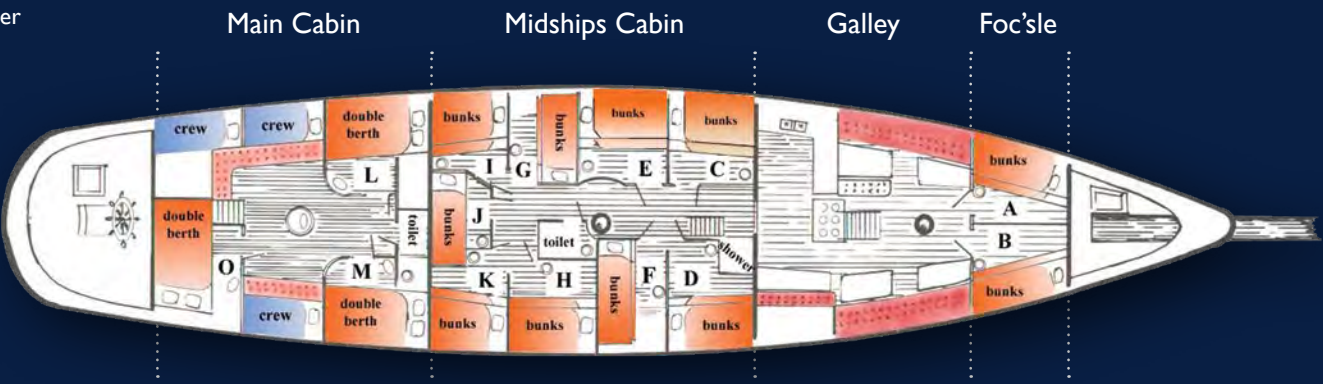 er
Main Cabin
Midships Cabin
Galley
Foc'sle
crew
crew
double
berth
L
double
berth
O
M
crew
double
berth
toilet
bunks
I
G
bunks
bunks
E
bunks
C
bunks
J
toilet
K
H
bunks
F
D
shower
bunks
bunks
bunks
bunks
A
B
bunks